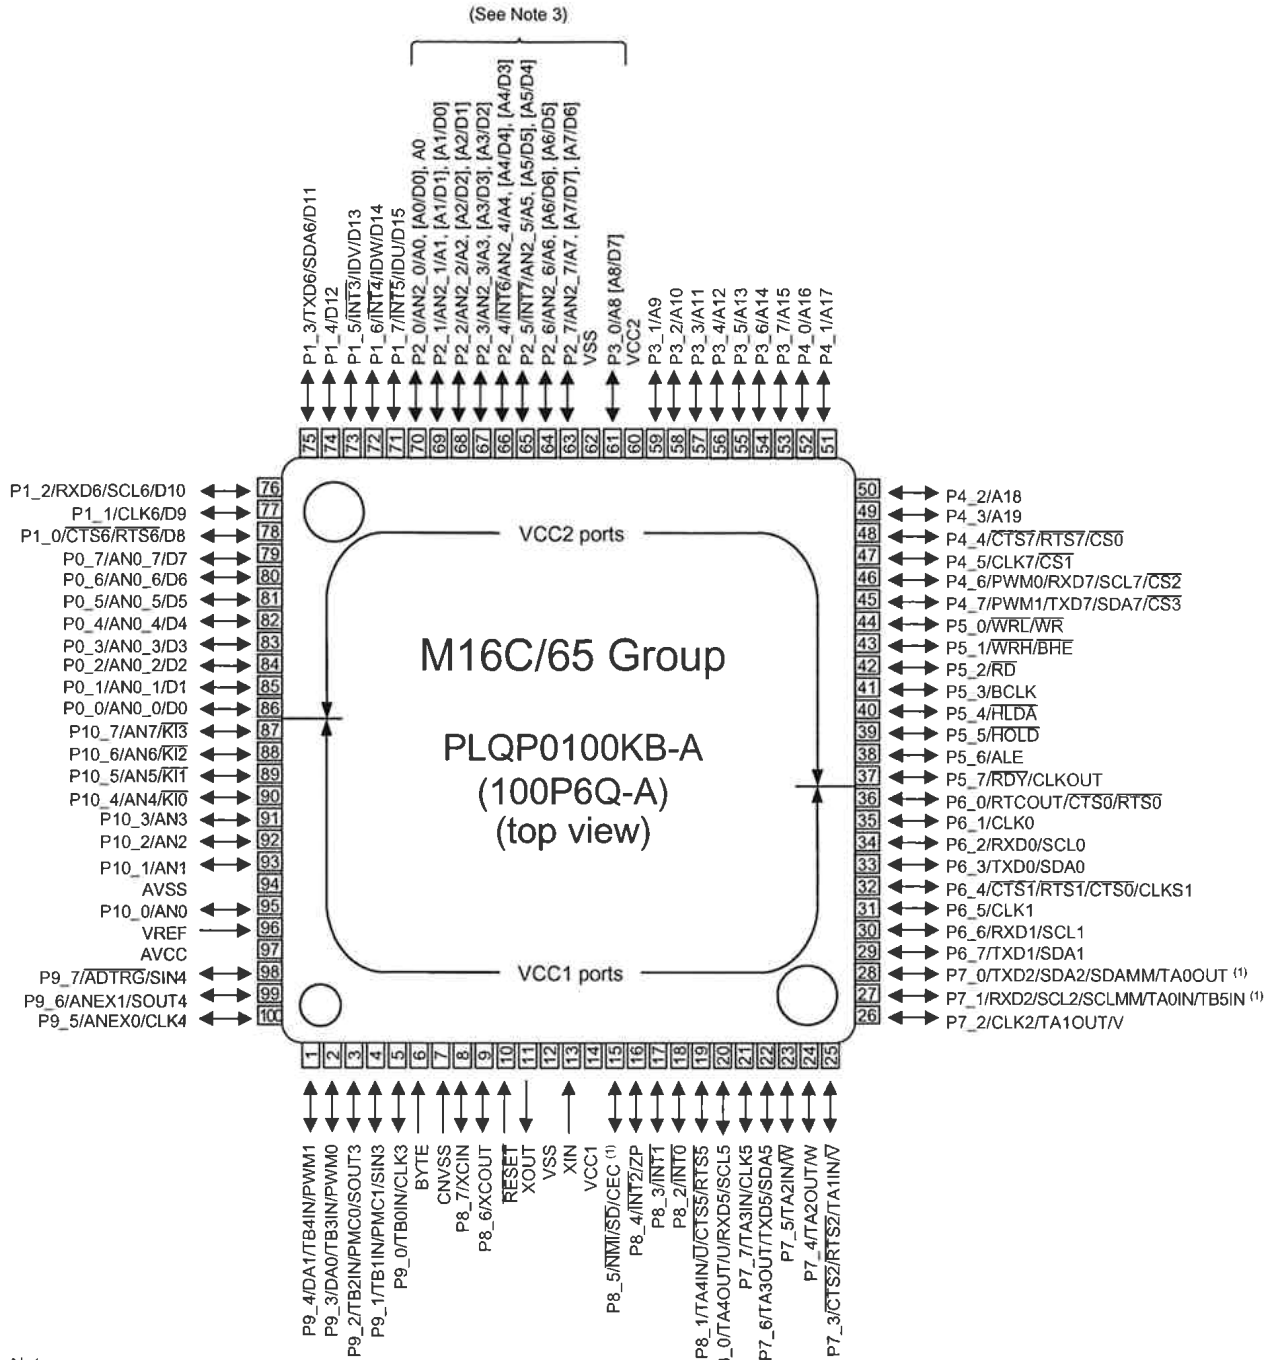 (See Note 3)
P1_3/TXD6/SDA6/D11
P1_4/D12
P1_5/INT3/IDV/D13
P1_6/INT4/IDW/D14
P1_7/INT5/IDU/D15
P2_0/AN2_0/A0, [A0/D0], A0
P2_1/AN2_1/A1, [A1/D1], [A1/D0]
P2_2/AN2_2/A2, [A2/D2], [A2/D1]
P2_3/AN2_3/A3, [A3/D3], [A3/D2]
P2_4/INT6/AN2_4/A4, [A4/D4], [A4/D3]
P2_5/INT7/AN2_5/A5, [A5/D5], [A5/D4]
P2_6/AN2_6/A6, [A6/D6], [A6/D5]
P2_7/AN2_7/A7, [A7/D7], [A7/D6]
VSS
P3_0/A8 [A8/D7]
VCC2
P3_1/A9
P3_2/A10
P3_3/A11
P3_4/A12
P3_5/A13
P3_6/A14
P3_7/A15
P4_0/A16
P4_1/A17
75 74 73 72 71 70 69 68 67 66 65 64 63 62 61 60 59 58 57 56 55 54 53 52 51
P1_2/RXD6/SCL6/D10 76
P1_1/CLK6/D9 77
P1_0/CTS6/RTS6/D8 78
P0_7/AN0_7/D7 79
P0_6/AN0_6/D6 80
P0_5/AN0_5/D5 81
P0_4/AN0_4/D4 82
P0_3/AN0_3/D3 83
P0_2/AN0_2/D2 84
P0_1/AN0_1/D1 85
P0_0/AN0_0/D0 86
P10_7/AN7/KI3 87
P10_6/AN6/KI2 88
P10_5/AN5/KI1 89
P10_4/AN4/KI0 90
P10_3/AN3 91
P10_2/AN2 92
P10_1/AN1 93
AVSS 94
P10_0/AN0 95
VREF 96
AVCC 97
P9_7/ADTRG/SIN4 98
P9_6/ANEX1/SOUT4 99
P9_5/ANEX0/CLK4 100
VCC2 ports
M16C/65 Group
PLQP0100KB-A
(100P6Q-A)
(top view)
VCC1 ports
50 P4_2/A18
49 P4_3/A19
48 P4_4/CTS7/RTS7/CS0
47 P4_5/CLK7/CS1
46 P4_6/PWM0/RXD7/SCL7/CS2
45 P4_7/PWM1/TXD7/SDA7/CS3
44 P5_0/WRL/WR
43 P5_1/WRH/BHE
42 P5_2/RD
41 P5_3/BCLK
40 P5_4/HLDA
39 P5_5/HOLD
38 P5_6/ALE
37 P5_7/RDY/CLKOUT
36 P6_0/RTCOUT/CTS0/RTS0
35 P6_1/CLK0
34 P6_2/RXD0/SCL0
33 P6_3/TXD0/SDA0
32 P6_4/CTS1/RTS1/CTS0/CLKS1
31 P6_5/CLK1
30 P6_6/RXD1/SCL1
29 P6_7/TXD1/SDA1
28 P7_0/TXD2/SDA2/SDAMM/TA0OUT (1)
27 P7_1/RXD2/SCL2/SCLMM/TA0IN/TB5IN (1)
26 P7_2/CLK2/TA1OUT/V
1 2 3 4 5 6 7 8 9 10 11 12 13 14 15 16 17 18 19 20 21 22 23 24 25
P9_4/DA1/TB4IN/PWM1
P9_3/DA0/TB3IN/PWM0
P9_2/TB2IN/PMC0/SOUT3
P9_1/TB1IN/PMC1/SIN3
P9_0/TB0IN/CLK3
BYTE
CNVSS
P8_7/XCIN
P8_6/XCOUT
RESET
XOUT
VSS
XIN
VCC1
P8_5/NMI/SD/CEC (1)
P8_4/INT2/ZP
P8_3/INT1
P8_2/INT0
P8_1/TA4IN/U/CTS5/RTS5
_0/TA4OUT/U/RXD5/SCL5
P7_7/TA3IN/CLK5
P7_6/TA3OUT/TXD5/SDA5
P7_5/TA2IN/W
P7_4/TA2OUT/W
P7_3/CTS2/RTS2/TA1IN/V